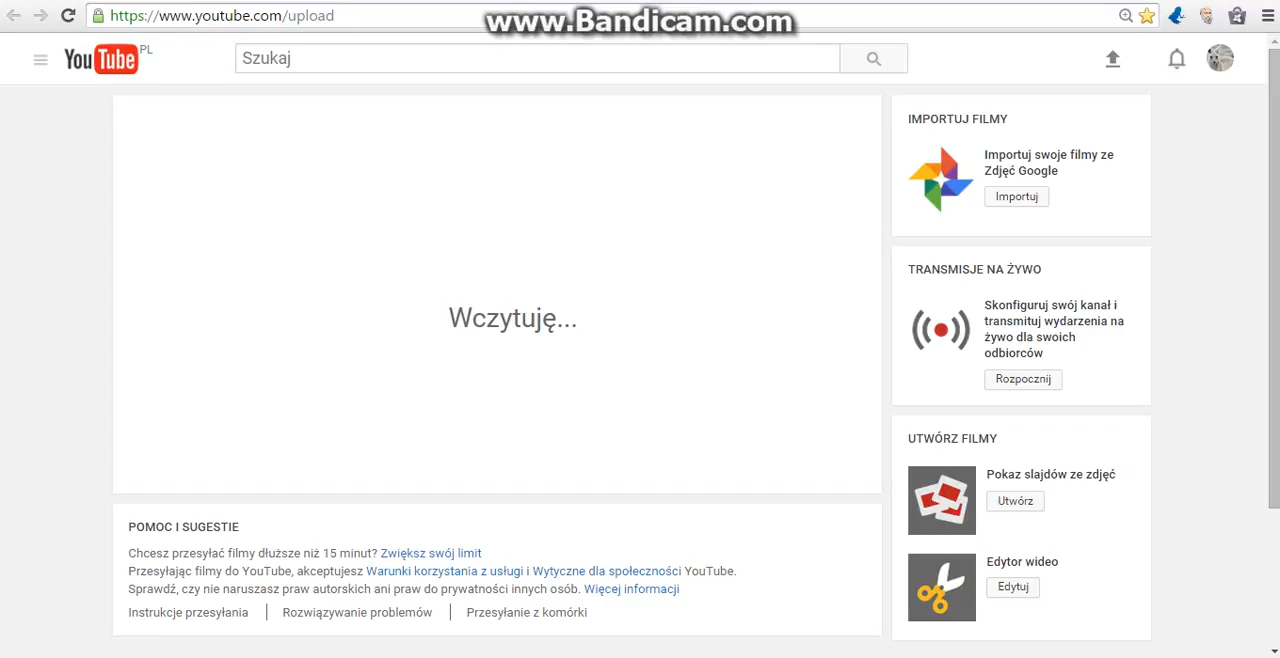 https://www.youtube.com/upload
www.Bandicam.com
YouTube PL
Szukaj
Wczytuję...
IMPORTUJ FILMY
Importuj swoje filmy ze
Zdjęć Google
Importuj
TRANSMISJE NA ŻYWO
Skonfiguruj swój kanał i
transmituj wydarzenia na
żywo dla swoich
odbiorców
Rozpocznij
UTWÓRZ FILMY
Pokaz slajdów ze zdjęć
Utwórz
Edytor wideo
Edytuj
POMOC I SUGESTIE
Chcesz przesyłać filmy dłuższe niż 15 minut? Zwiększ swój limit
Przesyłając filmy do YouTube, akceptujesz Warunki korzystania z usługi i Wytyczne dla społeczności YouTube.
Sprawdź, czy nie naruszasz praw autorskich ani praw do prywatności innych osób. Więcej informacji
Instrukcje przesyłania | Rozwiązywanie problemów | Przesyłanie z komórki